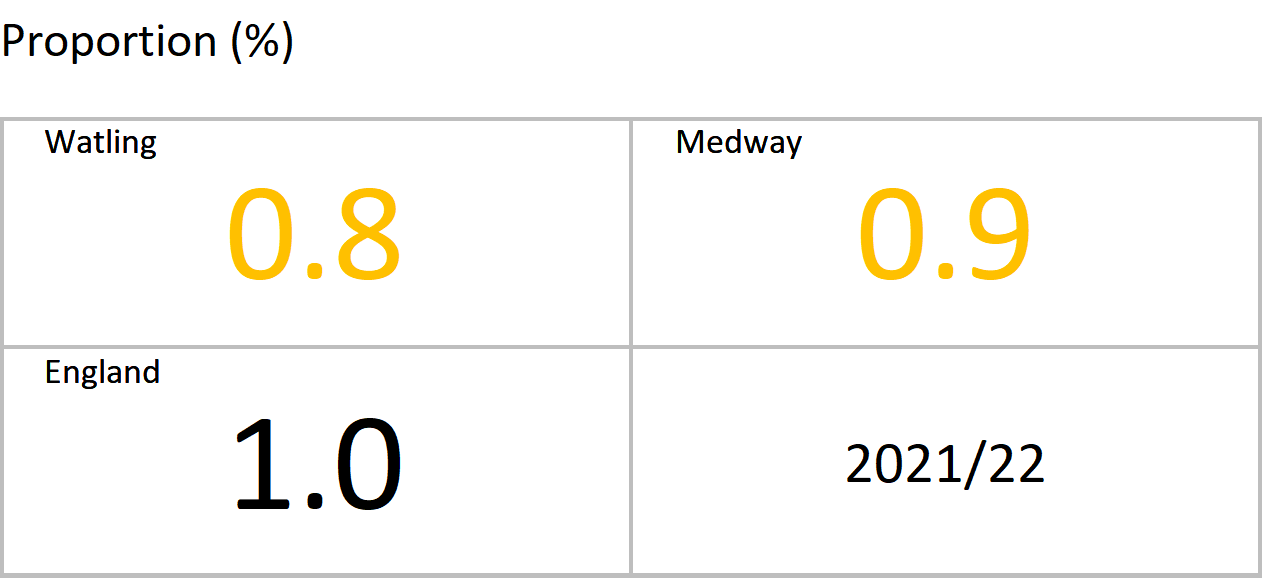 Proportion (%)
Watling
0.8
Medway
0.9
England
1.0
2021/22